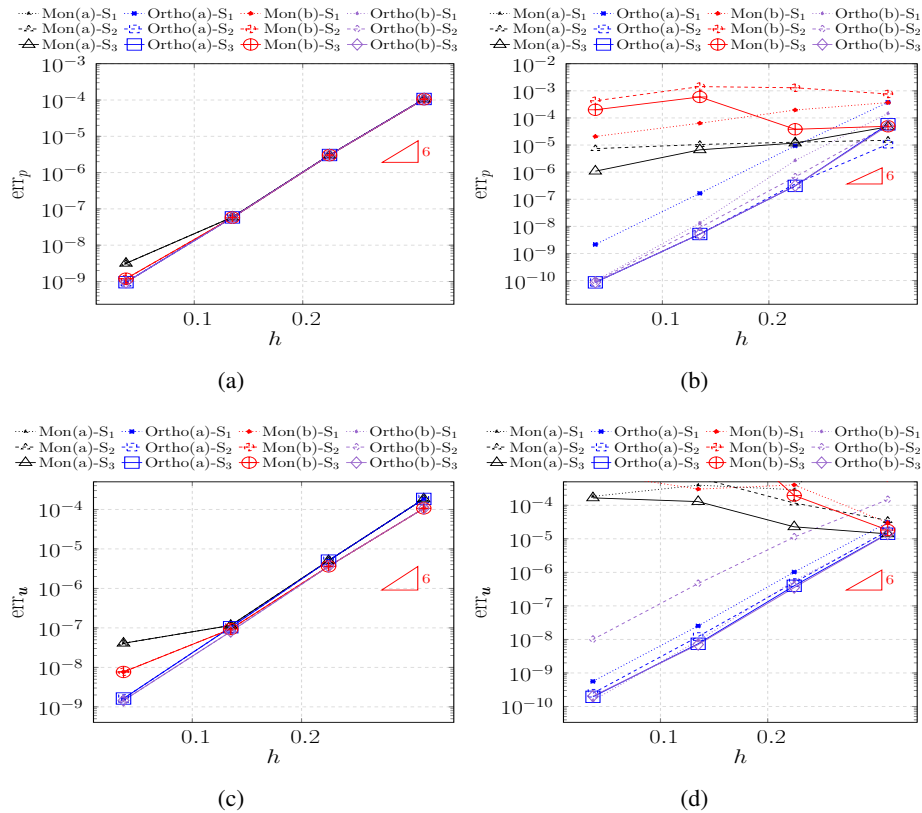 Mon(a)-S1 Ortho(a)-S1 Mon(b)-S1 Ortho(b)-S1
Mon(a)-S2 Ortho(a)-S2 Mon(b)-S2 Ortho(b)-S2
Mon(a)-S3 Ortho(a)-S3 Mon(b)-S3 Ortho(b)-S3
10^−3
10^−4
10^−5
10^−6
10^−7
10^−8
10^−9
err_p
6
0.1 0.2
h
(a)
Mon(a)-S1 Ortho(a)-S1 Mon(b)-S1 Ortho(b)-S1
Mon(a)-S2 Ortho(a)-S2 Mon(b)-S2 Ortho(b)-S2
Mon(a)-S3 Ortho(a)-S3 Mon(b)-S3 Ortho(b)-S3
10^−2
10^−3
10^−4
10^−5
10^−6
10^−7
10^−8
10^−9
10^−10
err_p
6
0.1 0.2
h
(b)
Mon(a)-S1 Ortho(a)-S1 Mon(b)-S1 Ortho(b)-S1
Mon(a)-S2 Ortho(a)-S2 Mon(b)-S2 Ortho(b)-S2
Mon(a)-S3 Ortho(a)-S3 Mon(b)-S3 Ortho(b)-S3
10^−4
10^−5
10^−6
10^−7
10^−8
10^−9
err_u
6
0.1 0.2
h
(c)
Mon(a)-S1 Ortho(a)-S1 Mon(b)-S1 Ortho(b)-S1
Mon(a)-S2 Ortho(a)-S2 Mon(b)-S2 Ortho(b)-S2
Mon(a)-S3 Ortho(a)-S3 Mon(b)-S3 Ortho(b)-S3
10^−4
10^−5
10^−6
10^−7
10^−8
10^−9
10^−10
err_u
6
0.1 0.2
h
(d)